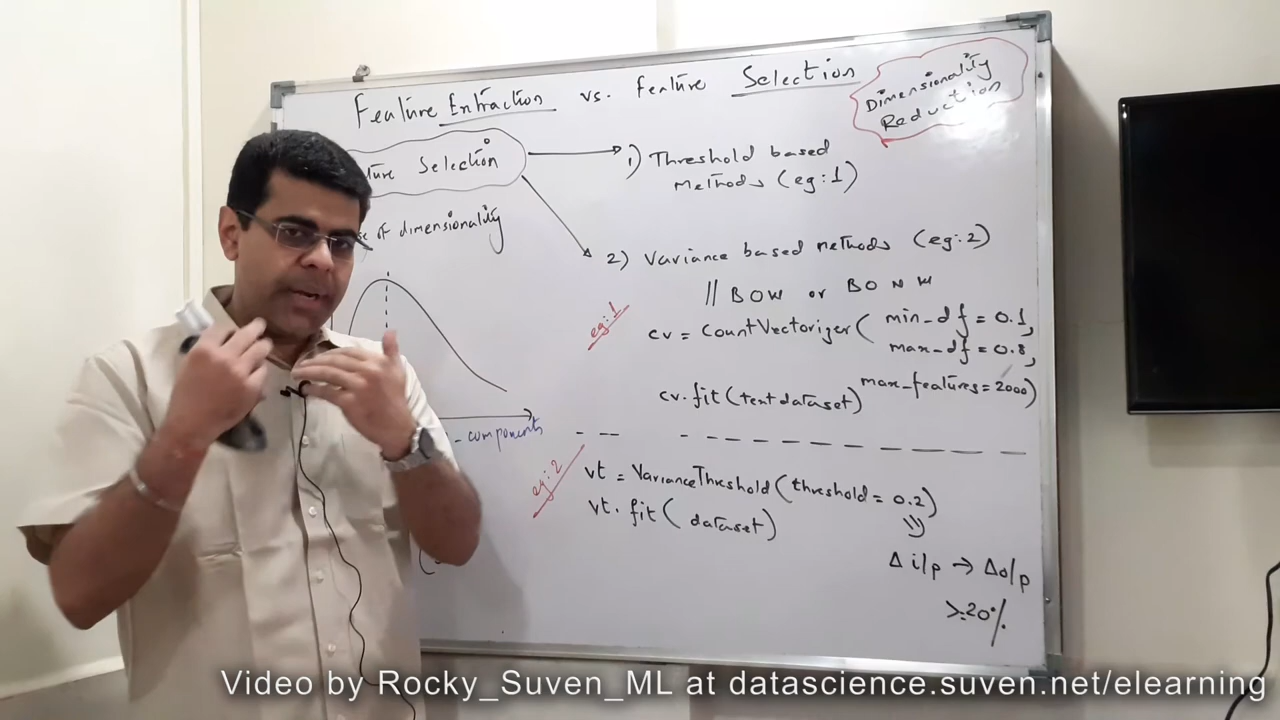 Feature Extraction vs. Feature Selection
Dimensionality
Reduction
Selection
of dimensionality
- components
1) Threshold based
Methods (eg:1)
2) Variance based methods (eg:2)
// BOW or BONW
eg:1
cv = CountVectorizer( min_df = 0.1,
max_df = 0.8,
max_features = 2000)
cv.fit(text dataset)
eg:2
vt = VarianceThreshold(threshold = 0.2)
vt.fit( dataset)
Δ i/p → Δ o/p
>20%
Video by Rocky_Suven_ML at datascience.suven.net/elearning